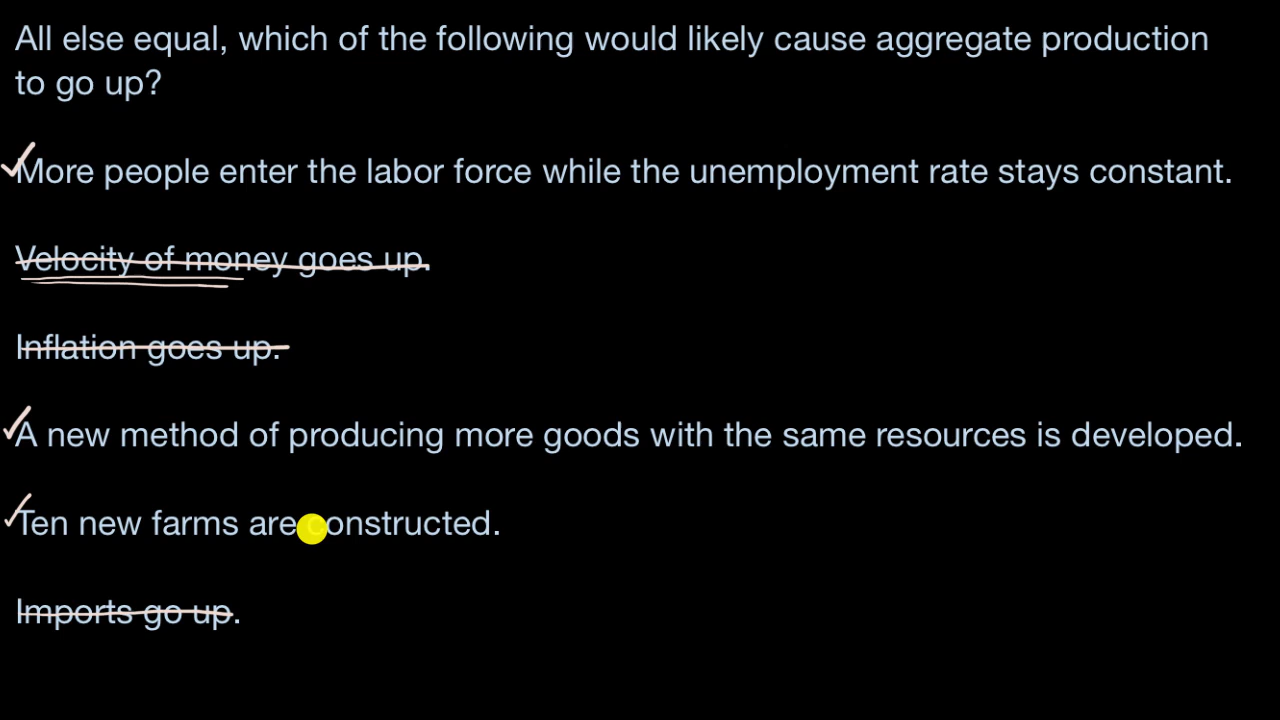 All else equal, which of the following would likely cause aggregate production
to go up?
More people enter the labor force while the unemployment rate stays constant.
Velocity of money goes up.
Inflation goes up.
A new method of producing more goods with the same resources is developed.
Ten new farms are constructed.
Imports go up.